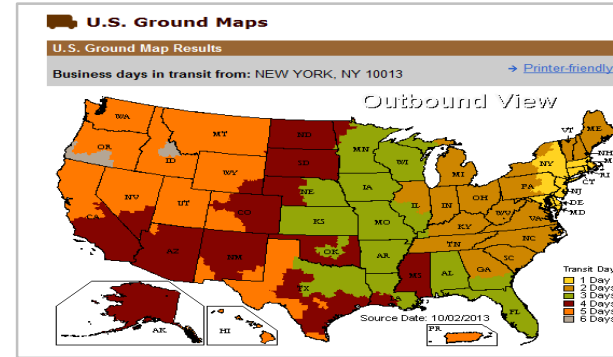 U.S. Ground Maps
U.S. Ground Map Results
Business days in transit from: NEW YORK, NY 10013
Printer-friendly
Outbound View
WA
MT
ND
MN
VT
ME
OR
ID
SD
WI
NY
NH
WY
MI
RI
CT
NV
NE
IA
PA
NJ
UT
IL
IN
OH
DE
MD
CA
CO
KS
MO
WV
VA
KY
NC
TN
AZ
NM
OK
AR
SC
MS
AL
GA
TX
LA
FL
AK
HI
PR
Source Date: 10/02/2013
Transit Day
1 Day
2 Days
3 Days
4 Days
5 Days
6 Days